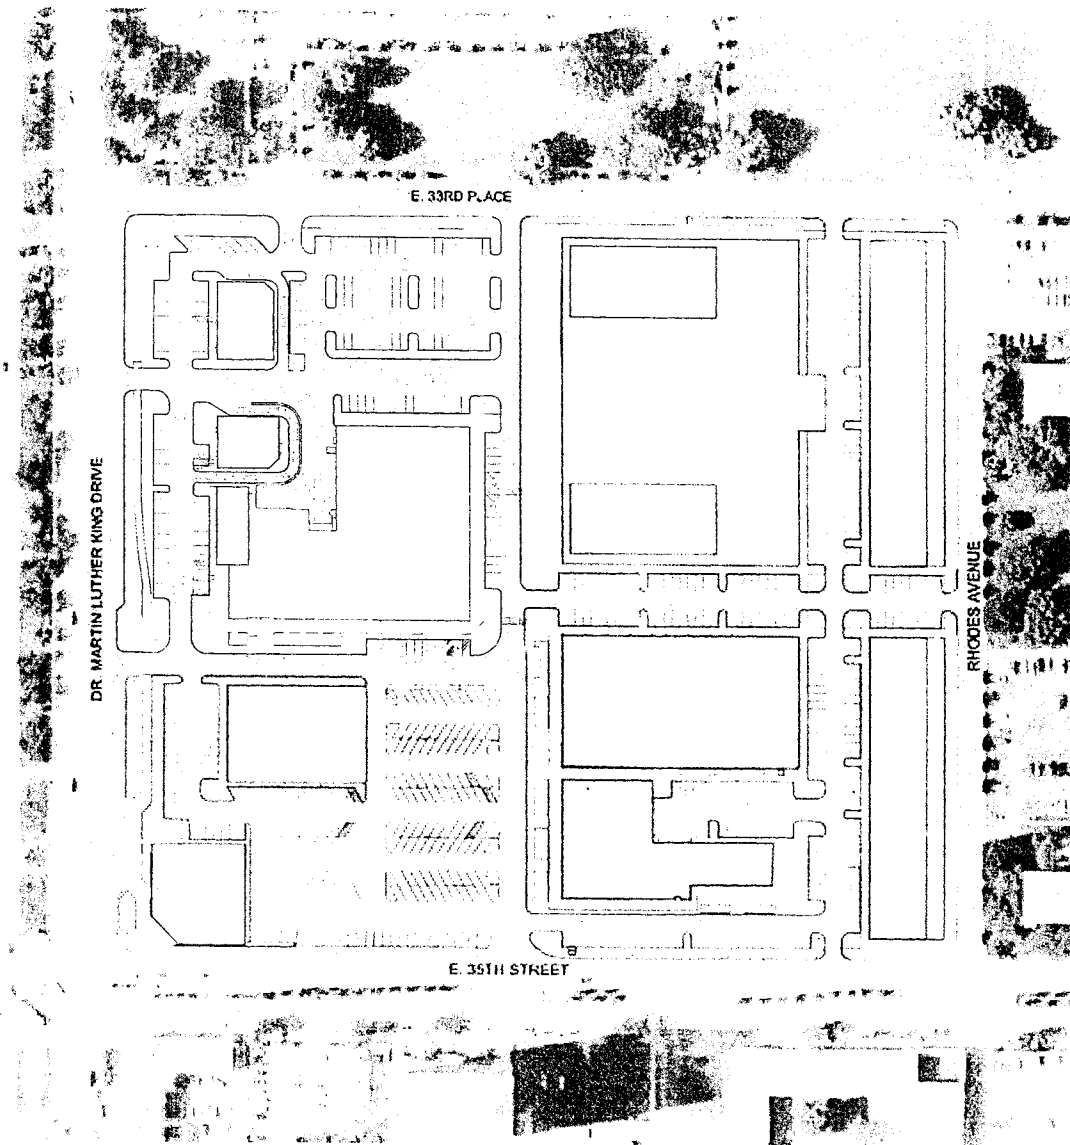 E. 33RD PLACE
DR. MARTIN LUTHER KING DRIVE
RHODES AVENUE
E. 35TH STREET